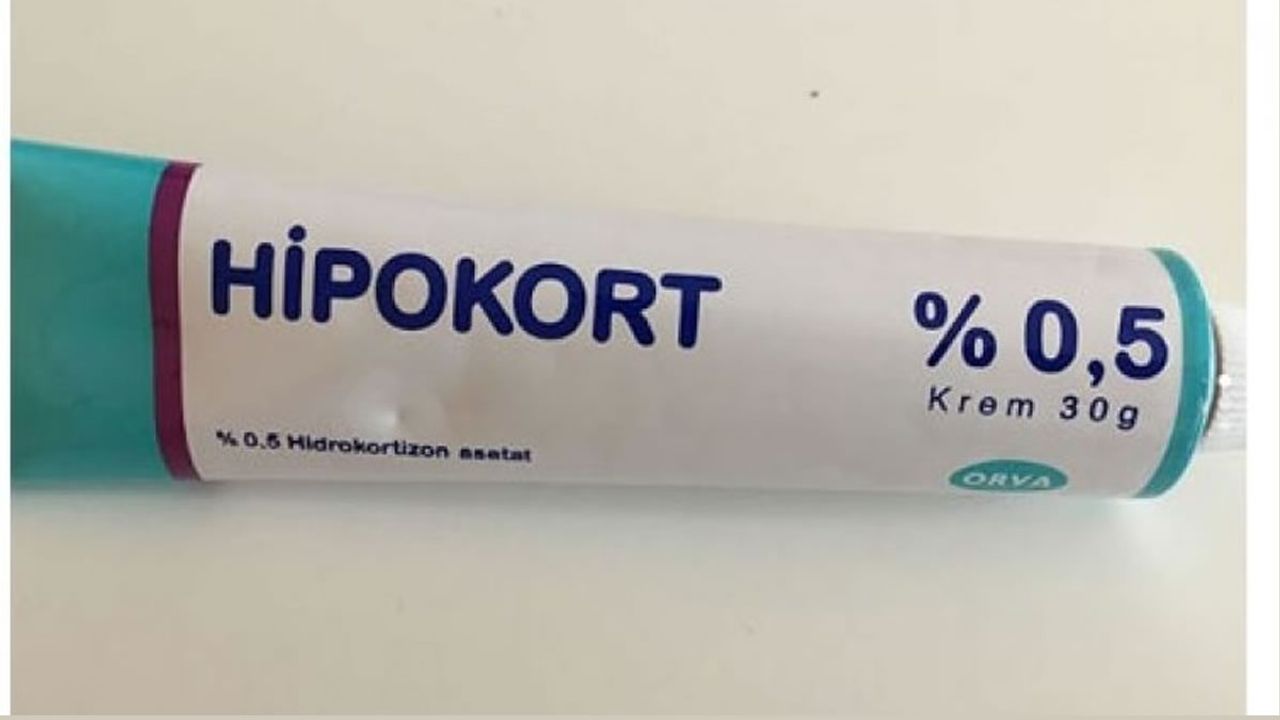 HİPOKORT
% 0,5
Krem 30g
% 0.5 Hidrokortizon asetat
ORVA